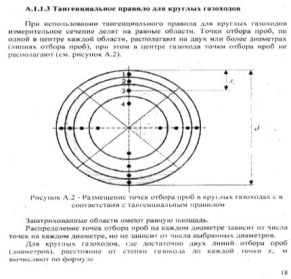 А.1.1.3 Тангенциальное правило для круглых газоходов
При использовании тангенциального правила для круглых газоходов
измерительное сечение делят на равные области. Точки отбора проб, по
одной в центре каждой области, располагают на двух или более диаметрах
(линиях отбора проб), при этом в центре газохода точки отбора проб не
располагают (см. рисунок А.2).
1
2
3
4
x
d
Рисунок А.2 - Размещение точек отбора проб в круглых газоходах с в
соответствии с тангенциальным правилом
Заштрихованные области имеют равную площадь.
Распределение точек отбора проб на каждом диаметре зависит от числа
точек на каждом диаметре, но не зависит от числа выбранных диаметров.
Для круглых газоходов, где достаточно двух линий отбора проб
(диаметров), расстояние от стенки газохода до каждой точки x, м
вычисляют по формуле
18